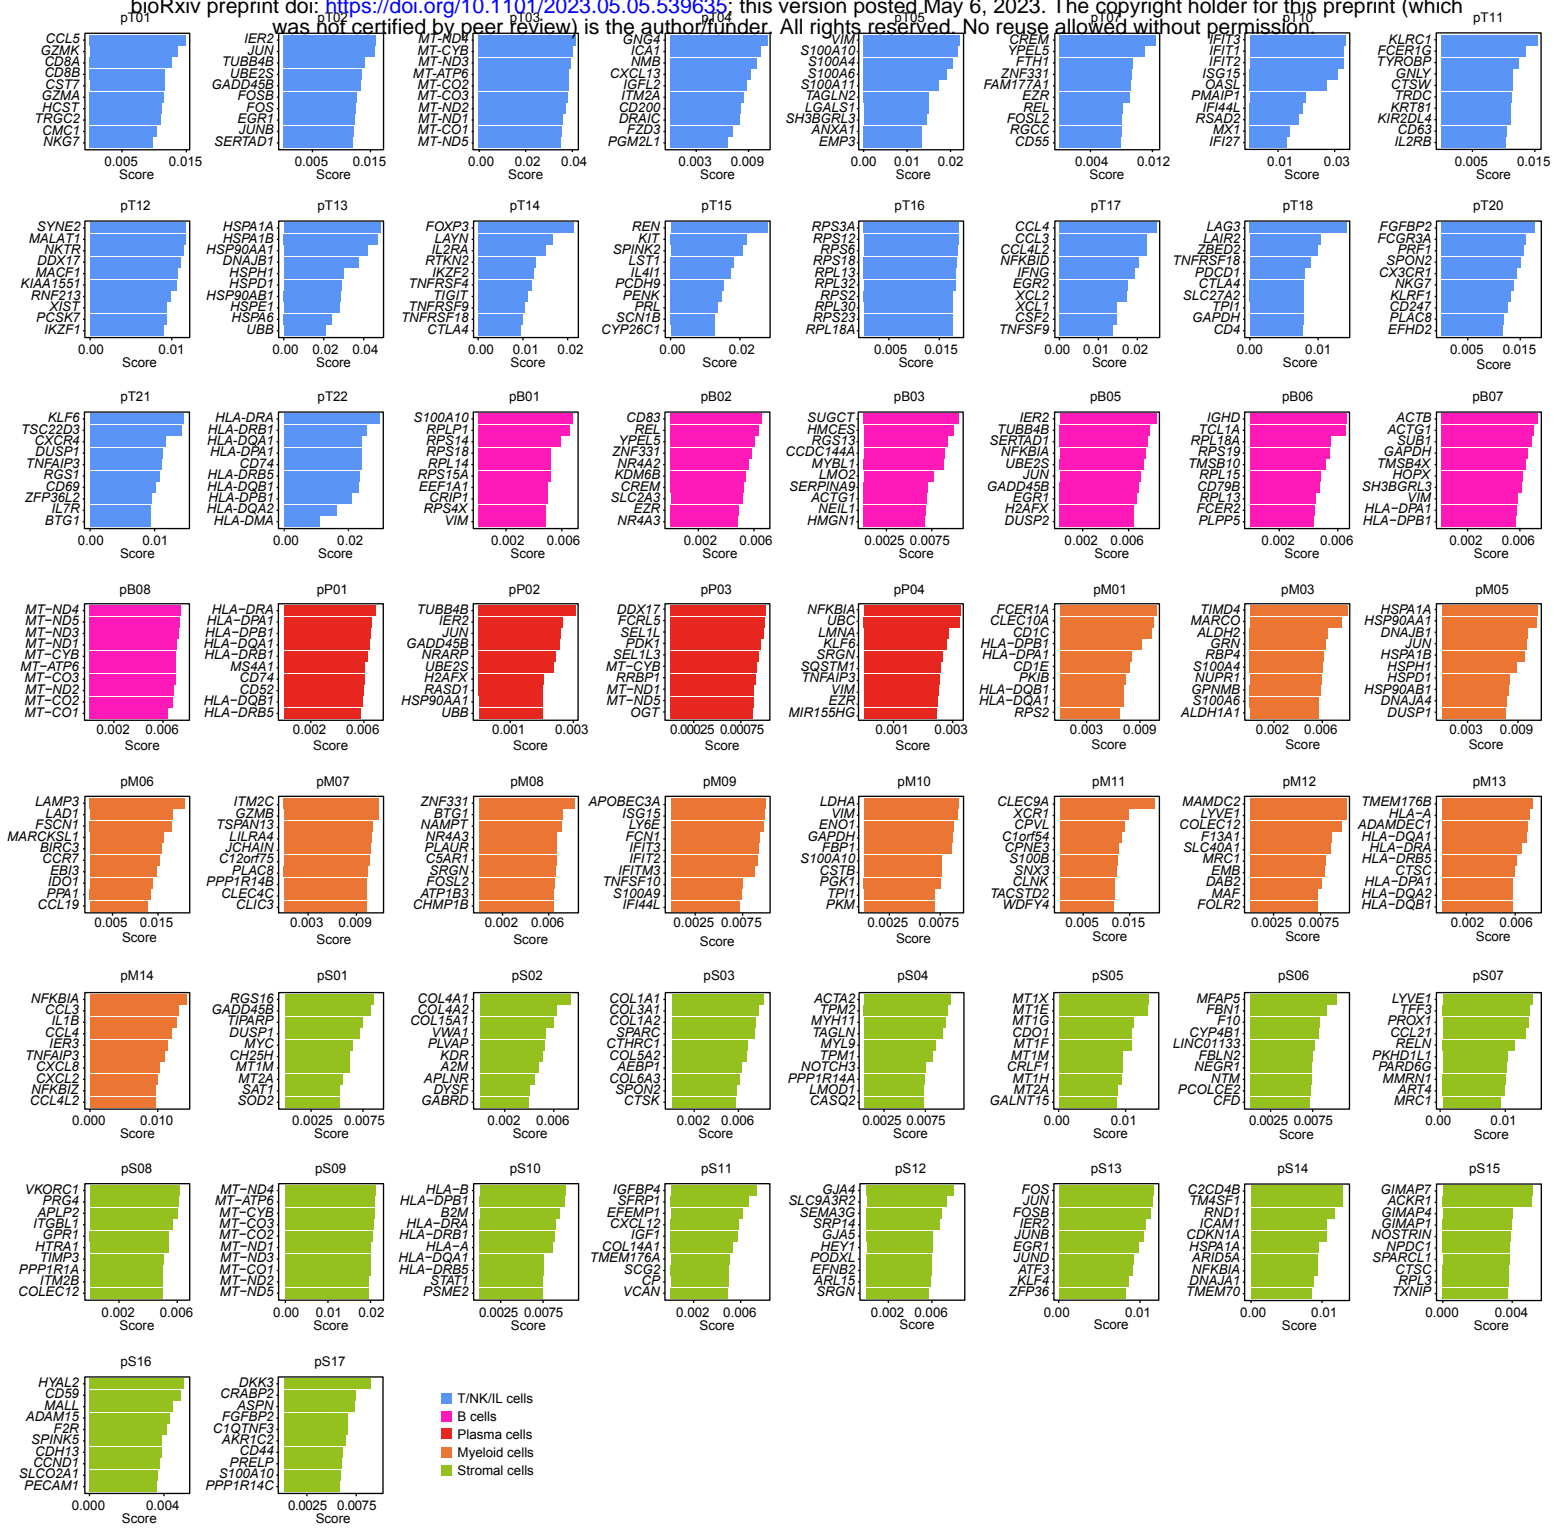 bioRxiv preprint doi: https://doi.org/10.1101/2023.05.05.539635; this version posted May 6, 2023. The copyright holder for this preprint (which
was not certified by peer review) is the author/funder. All rights reserved. No reuse allowed without permission.
pT01
CCL5
GZMK
CD8A
CD8B
CST7
GZMA
HCST
TRGC2
CMC1
NKG7
0.005 0.015
Score
pT02
IER2
JUN
TUBB4B
UBE2S
GADD45B
FOSB
FOS
EGR1
JUNB
SERTAD1
0.005 0.015
Score
pT03
MT-ND4
MT-CYB
MT-ND3
MT-ATP6
MT-CO2
MT-CO3
MT-ND2
MT-ND1
MT-CO1
MT-ND5
0.00 0.02 0.04
Score
pT04
GNG4
ICA1
NMB
CXCL13
IGFL2
ITM2A
CD200
DRAIC
FZD3
PGM2L1
0.003 0.009
Score
pT05
VIM
S100A10
S100A4
S100A6
S100A11
TAGLN2
LGALS1
SH3BGRL3
ANXA1
EMP3
0.00 0.01 0.02
Score
pT07
CREM
YPEL5
FTH1
ZNF331
FAM177A1
EZR
REL
FOSL2
RGCC
CD55
0.004 0.012
Score
pT10
IFIT3
IFIT1
IFIT2
ISG15
OASL
PMAIP1
IFI44L
RSAD2
MX1
IFI27
0.01 0.03
Score
pT11
KLRC1
FCER1G
TYROBP
GNLY
CTSW
TRDC
KRT81
KIR2DL4
CD63
IL2RB
0.005 0.015
Score
pT12
SYNE2
MALAT1
NKTR
DDX17
MACF1
KIAA1551
RNF213
XIST
PCSK7
IKZF1
0.00 0.01
Score
pT13
HSPA1A
HSPA1B
HSP90AA1
DNAJB1
HSPH1
HSPD1
HSP90AB1
HSPE1
HSPA6
UBB
0.00 0.02 0.04
Score
pT14
FOXP3
LAYN
IL2RA
RTKN2
IKZF2
TNFRSF4
TIGIT
TNFRSF9
TNFRSF18
CTLA4
0.00 0.01 0.02
Score
pT15
REN
KIT
SPINK2
LST1
IL4I1
PCDH9
PENK
PRL
SCN1B
CYP26C1
0.00 0.02
Score
pT16
RPS3A
RPS12
RPS6
RPS18
RPL13
RPL32
RPS2
RPL30
RPS23
RPL18A
0.005 0.015
Score
pT17
CCL4
CCL3
CCL4L2
NFKBID
IFNG
EGR2
XCL2
XCL1
CSF2
TNFSF9
0.00 0.01 0.02
Score
pT18
LAG3
LAIR2
ZBED2
TNFRSF18
PDCD1
CTLA4
SLC27A2
TPI1
GAPDH
CD4
0.00 0.01
Score
pT20
FGFBP2
FCGR3A
PRF1
SPON2
CX3CR1
NKG7
KLRF1
CD247
PLAC8
EFHD2
0.005 0.015
Score
pT21
KLF6
TSC22D3
CXCR4
DUSP1
TNFAIP3
RGS1
CD69
ZFP36L2
IL7R
BTG1
0.00 0.01
Score
pT22
HLA-DRA
HLA-DRB1
HLA-DQA1
HLA-DPA1
CD74
HLA-DRB5
HLA-DQB1
HLA-DPB1
HLA-DQA2
HLA-DMA
0.00 0.02
Score
pB01
S100A10
RPLP1
RPS14
RPS18
RPL14
RPS15A
EEF1A1
CRIP1
RPS4X
VIM
0.002 0.006
Score
pB02
CD83
REL
YPEL5
ZNF331
NR4A2
KDM6B
CREM
SLC2A3
EZR
NR4A3
0.002 0.006
Score
pB03
SUGCT
HMCES
RGS13
CCDC144A
MYBL1
LMO2
SERPINA9
ACTG1
NEIL1
HMGN1
0.0025 0.0075
Score
pB05
IER2
TUBB4B
SERTAD1
NFKBIA
UBE2S
JUN
GADD45B
EGR1
H2AFX
DUSP2
0.002 0.006
Score
pB06
IGHD
TCL1A
RPL18A
RPS19
TMSB10
RPL15
CD79B
RPL13
FCER2
PLPP5
0.002 0.006
Score
pB07
ACTB
ACTG1
SUB1
GAPDH
TMSB4X
HOPX
SH3BGRL3
VIM
HLA-DPA1
HLA-DPB1
0.002 0.006
Score
pB08
MT-ND4
MT-ND5
MT-ND3
MT-ND1
MT-CYB
MT-ATP6
MT-CO3
MT-ND2
MT-CO2
MT-CO1
0.002 0.006
Score
pP01
HLA-DRA
HLA-DPA1
HLA-DPB1
HLA-DQA1
HLA-DRB1
MS4A1
CD74
CD52
HLA-DQB1
HLA-DRB5
0.002 0.006
Score
pP02
TUBB4B
IER2
JUN
GADD45B
NRARP
UBE2S
H2AFX
RASD1
HSP90AA1
UBB
0.001 0.003
Score
pP03
DDX17
FCRL5
SEL1L
PDK1
SEL1L3
MT-CYB
RRBP1
MT-ND1
MT-ND5
OGT
0.00025 0.0075
Score
pP04
NFKBIA
UBC
LMNA
KLF6
SRGN
SQSTM1
TNFAIP3
VIM
EZR
MIR155HG
0.001 0.003
Score
pM01
FCER1A
CLEC10A
CD1C
HLA-DPB1
HLA-DPA1
CD1E
PKIB
HLA-DQB1
HLA-DQA1
RPS2
0.003 0.009
Score
pM03
TIMD4
MARCO
ALDH2
GRN
RBP4
S100A4
NUPR1
GPNMB
S100A6
ALDH1A1
0.002 0.006
Score
pM05
HSPA1A
HSP90AA1
DNAJB1
JUN
HSPA1B
HSPH1
HSPD1
HSP90AB1
DNAJA4
DUSP1
0.003 0.009
Score
pM06
LAMP3
LAD1
FSCN1
MARCKSL1
BIRC3
CCR7
EBI3
IDO1
PPA1
CCL19
0.005 0.015
Score
pM07
ITM2C
GZMB
TSPAN13
LILRA4
JCHAIN
C12orf75
PLAC8
PPP1R14B
CLEC4C
CLIC3
0.003 0.009
Score
pM08
ZNF331
BTG1
NAMPT
NR4A3
PLAUR
C5AR1
SRGN
FOSL2
ATP1B3
CHMP1B
0.002 0.006
Score
pM09
APOBEC3A
ISG15
LY6E
FCN1
IFIT3
IFIT2
IFITM3
TNFSF10
S100A9
IFI44L
0.0025 0.0075
Score
pM10
LDHA
VIM
ENO1
GAPDH
FBP1
S100A10
CSTB
PGK1
TPI1
PKM
0.0025 0.0075
Score
pM11
CLEC9A
XCR1
CPVL
C1orf54
CPNE3
S100B
SNX3
CLNK
TACSTD2
WDFY4
0.005 0.015
Score
pM12
MAMDC2
LYVE1
COLEC12
F13A1
SLC40A1
MRC1
EMB
DAB2
MAF
FOLR2
0.0025 0.0075
Score
pM13
TMEM176B
HLA-A
ADAMDEC1
HLA-DQA1
HLA-DRA
HLA-DRB5
CTSC
HLA-DPA1
HLA-DQA2
HLA-DQB1
0.002 0.006
Score
pM14
NFKBIA
CCL3
IL1B
CCL4
IER3
TNFAIP3
CXCL8
CXCL2
NFKBIZ
CCL4L2
0.000 0.010
Score
pS01
RGS16
GADD45B
TIPARP
DUSP1
MYC
CH25H
MT1M
MT2A
SAT1
SOD2
0.0025 0.0075
Score
pS02
COL4A1
COL4A2
COL15A1
VWA1
PLVAP
KDR
A2M
APLNR
DYSF
GABRD
0.002 0.006
Score
pS03
COL1A1
COL3A1
COL1A2
SPARC
CTHRC1
COL5A2
AEBP1
COL6A3
SPON2
CTSK
0.002 0.006
Score
pS04
ACTA2
TPM2
MYH11
TAGLN
MYL9
TPM1
NOTCH3
PPP1R14A
LMOD1
CASQ2
0.0025 0.0075
Score
pS05
MT1X
MT1E
MT1G
CDO1
MT1F
MT1M
CRLF1
MT1H
MT2A
GALNT15
0.00 0.01
Score
pS06
MFAP5
FBN1
F10
CYP4B1
LINC01133
FBLN2
NEGR1
NTM
PCOLCE2
CFD
0.0025 0.0075
Score
pS07
LYVE1
TFF3
PROX1
CCL21
RELN
PKHD1L1
PARD6G
MMRN1
ART4
MRC1
0.00 0.01
Score
pS08
VKORC1
PRG4
APLP2
ITGBL1
GPR1
HTRA1
TIMP3
PPP1R1A
ITM2B
COLEC12
0.002 0.006
Score
pS09
MT-ND4
MT-ATP6
MT-CYB
MT-CO3
MT-CO2
MT-ND1
MT-ND3
MT-CO1
MT-ND2
MT-ND5
0.00 0.01 0.02
Score
pS10
HLA-B
HLA-DPB1
B2M
HLA-DRA
HLA-DRB1
HLA-A
HLA-DQA1
HLA-DRB5
STAT1
PSME2
0.0025 0.0075
Score
pS11
IGFBP4
SFRP1
EFEMP1
CXCL12
IGF1
COL14A1
TMEM176A
SCG2
CP
VCAN
0.002 0.006
Score
pS12
GJA4
SLC9A3R2
SEMA3G
SRP14
GJA5
HEY1
PODXL
EFNB2
ARL15
SRGN
0.002 0.006
Score
pS13
FOS
JUN
FOSB
IER2
JUNB
EGR1
JUND
ATF3
KLF4
ZFP36
0.00 0.01
Score
pS14
C2CD4B
TM4SF1
RND1
ICAM1
CDKN1A
HSPA1A
ARID5A
NFKBIA
DNAJA1
TMEM70
0.00 0.01
Score
pS15
GIMAP7
ACKR1
GIMAP4
GIMAP1
NOSTRIN
NPDC1
SPARCL1
CTSC
RPL3
TXNIP
0.000 0.004
Score
pS16
HYAL2
CD59
MALL
ADAM15
F2R
SPINK5
CDH13
CCND1
SLCO2A1
PECAM1
0.000 0.004
Score
pS17
DKK3
CRABP2
ASPN
FGFBP2
C1QTNF3
AKR1C2
CD44
PRELP
S100A10
PPP1R14C
0.0025 0.0075
Score
T/NK/IL cells
B cells
Plasma cells
Myeloid cells
Stromal cells